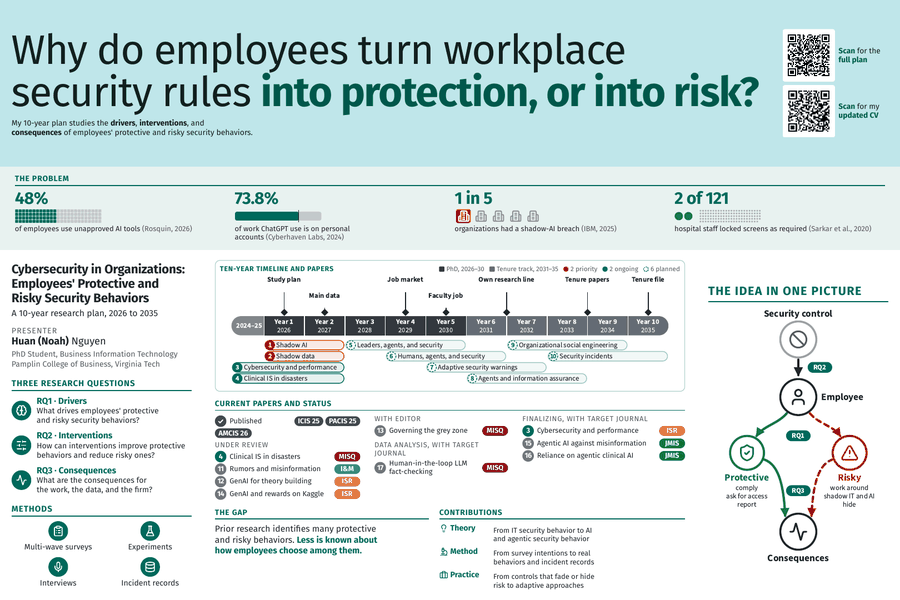 Why do employees turn workplace
security rules into protection, or into risk?
My 10-year plan studies the drivers, interventions, and
consequences of employees' protective and risky security behaviors.
Scan for the
full plan
Scan for my
updated CV
THE PROBLEM
48%
of employees use unapproved AI tools (Rosquin, 2026)
73.8%
of work ChatGPT use is on personal
accounts (Cyberhaven Labs, 2024)
1 in 5
organizations had a shadow-AI breach (IBM, 2025)
2 of 121
hospital staff locked screens as required (Sarkar et al., 2020)
Cybersecurity in Organizations:
Employees' Protective and
Risky Security Behaviors
A 10-year research plan, 2026 to 2035
PRESENTER
Huan (Noah) Nguyen
PhD Student, Business Information Technology
Pamplin College of Business, Virginia Tech
THREE RESEARCH QUESTIONS
RQ1 · Drivers
What drives employees' protective
and risky security behaviors?
RQ2 · Interventions
How can interventions improve protective
behaviors and reduce risky ones?
RQ3 · Consequences
What are the consequences for
the work, the data, and the firm?
METHODS
Multi-wave surveys
Experiments
Interviews
Incident records
TEN-YEAR TIMELINE AND PAPERS
PhD, 2026–30
Tenure track, 2031–35
2 priority
2 ongoing
6 planned
Study plan
Job market
Own research line
Tenure papers
Tenure file
Main data
Faculty job
2024–25
Year 1 2026
Year 2 2027
Year 3 2028
Year 4 2029
Year 5 2030
Year 6 2031
Year 7 2032
Year 8 2033
Year 9 2034
Year 10 2035
1 Shadow AI
5 Leaders, agents, and security
9 Organizational social engineering
2 Shadow data
6 Humans, agents, and security
10 Security incidents
3 Cybersecurity and performance
7 Adaptive security warnings
4 Clinical IS in disasters
8 Agents and information assurance
CURRENT PAPERS AND STATUS
Published
ICIS 25
PACIS 25
AMCIS 26
UNDER REVIEW
4 Clinical IS in disasters MISQ
11 Rumors and misinformation I&M
12 GenAI for theory building ISR
14 GenAI and rewards on Kaggle ISR
WITH EDITOR
13 Governing the grey zone MISQ
DATA ANALYSIS, WITH TARGET
JOURNAL
17 Human-in-the-loop LLM
fact-checking MISQ
FINALIZING, WITH TARGET JOURNAL
3 Cybersecurity and performance ISR
15 Agentic AI against misinformation JMIS
16 Reliance on agentic clinical AI JMIS
THE GAP
Prior research identifies many protective
and risky behaviors. Less is known about
how employees choose among them.
CONTRIBUTIONS
Theory
From IT security behavior to AI
and agentic security behavior
Method
From survey intentions to real
behaviors and incident records
Practice
From controls that fade or hide
risk to adaptive approaches
THE IDEA IN ONE PICTURE
Security control
RQ2
Employee
RQ1
Protective
comply
ask for access
report
Risky
work around
shadow IT and AI
hide
RQ3
Consequences